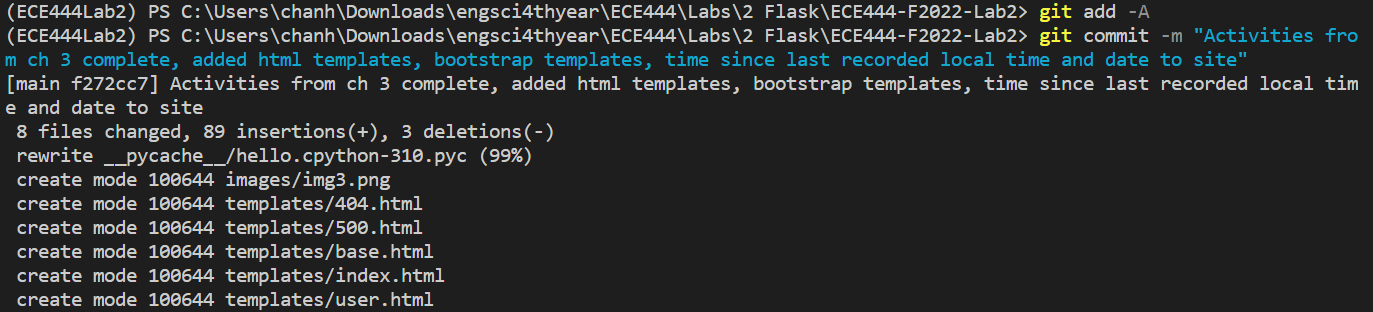 (ECE444Lab2) PS C:\Users\chanh\Downloads\engsci4thyear\ECE444\Labs\2 Flask\ECE444-F2022-Lab2> git add -A
(ECE444Lab2) PS C:\Users\chanh\Downloads\engsci4thyear\ECE444\Labs\2 Flask\ECE444-F2022-Lab2> git commit -m "Activities fro
m ch 3 complete, added html templates, bootstrap templates, time since last recorded local time and date to site"
[main f272cc7] Activities from ch 3 complete, added html templates, bootstrap templates, time since last recorded local tim
e and date to site
 8 files changed, 89 insertions(+), 3 deletions(-)
 rewrite __pycache__/hello.cpython-310.pyc (99%)
 create mode 100644 images/img3.png
 create mode 100644 templates/404.html
 create mode 100644 templates/500.html
 create mode 100644 templates/base.html
 create mode 100644 templates/index.html
 create mode 100644 templates/user.html